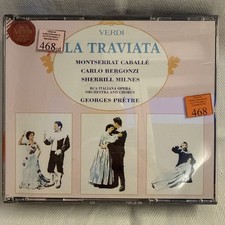 VERDI
LA TRAVIATA
MONTSERRAT CABALLÉ
CARLO BERGONZI
SHERRILL MILNES
RCA ITALIANA OPERA
ORCHESTRA AND CHORUS
GEORGES PRÊTRE
468
468